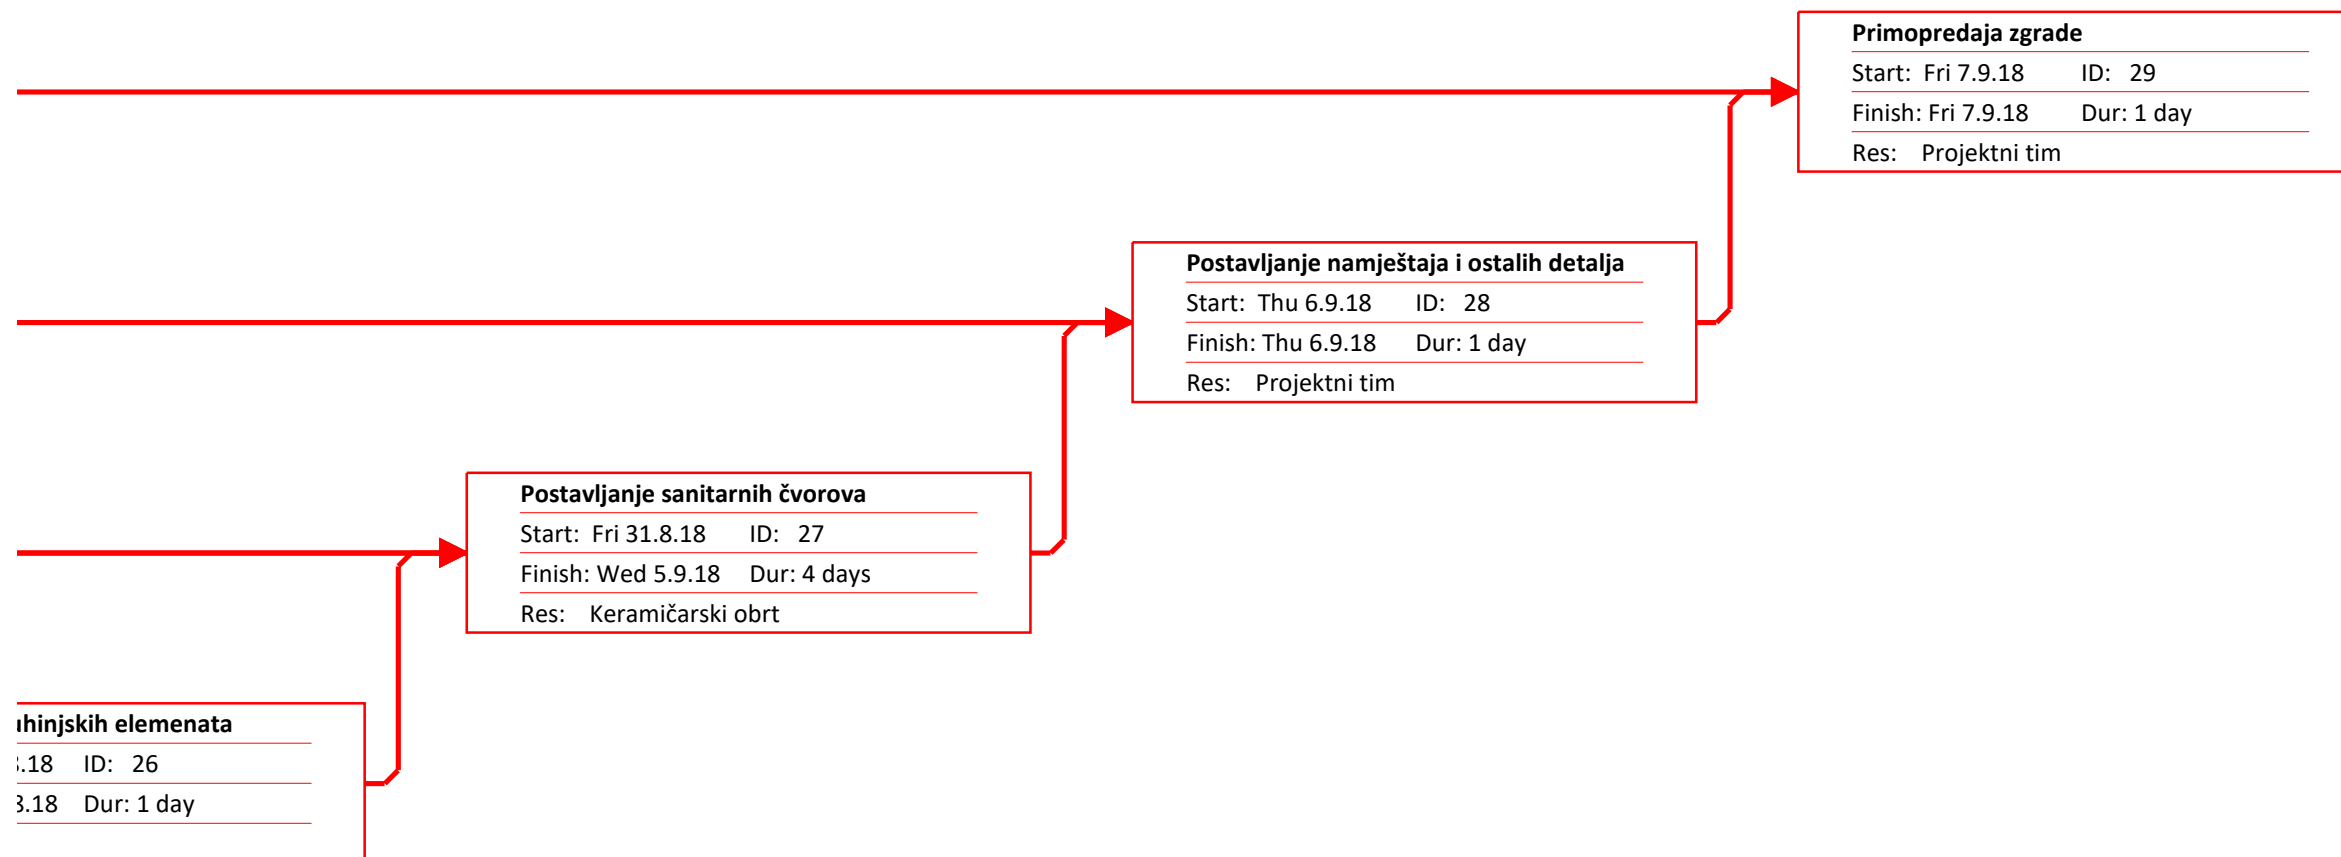 Primopredaja zgrade
Start: Fri 7.9.18 ID: 29
Finish: Fri 7.9.18 Dur: 1 day
Res: Projektni tim
Postavljanje namještaja i ostalih detalja
Start: Thu 6.9.18 ID: 28
Finish: Thu 6.9.18 Dur: 1 day
Res: Projektni tim
Postavljanje sanitarnih čvorova
Start: Fri 31.8.18 ID: 27
Finish: Wed 5.9.18 Dur: 4 days
Res: Keramičarski obrt
elemenata
.18 ID: 26
.18 Dur: 1 day